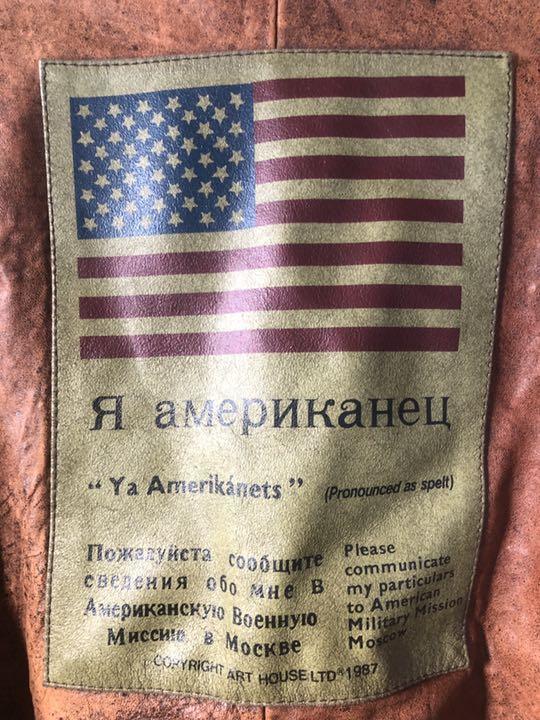 Я американец
“ Ya Amerikánets ” (Pronounced as spelt)
Пожалуйста сообщите
сведения обо мне в
Американскую Военную
Миссию в Москве
Please
communicate
my particulars
to American
Military Mission
Moscow
COPYRIGHT ART HOUSE LTD 1987